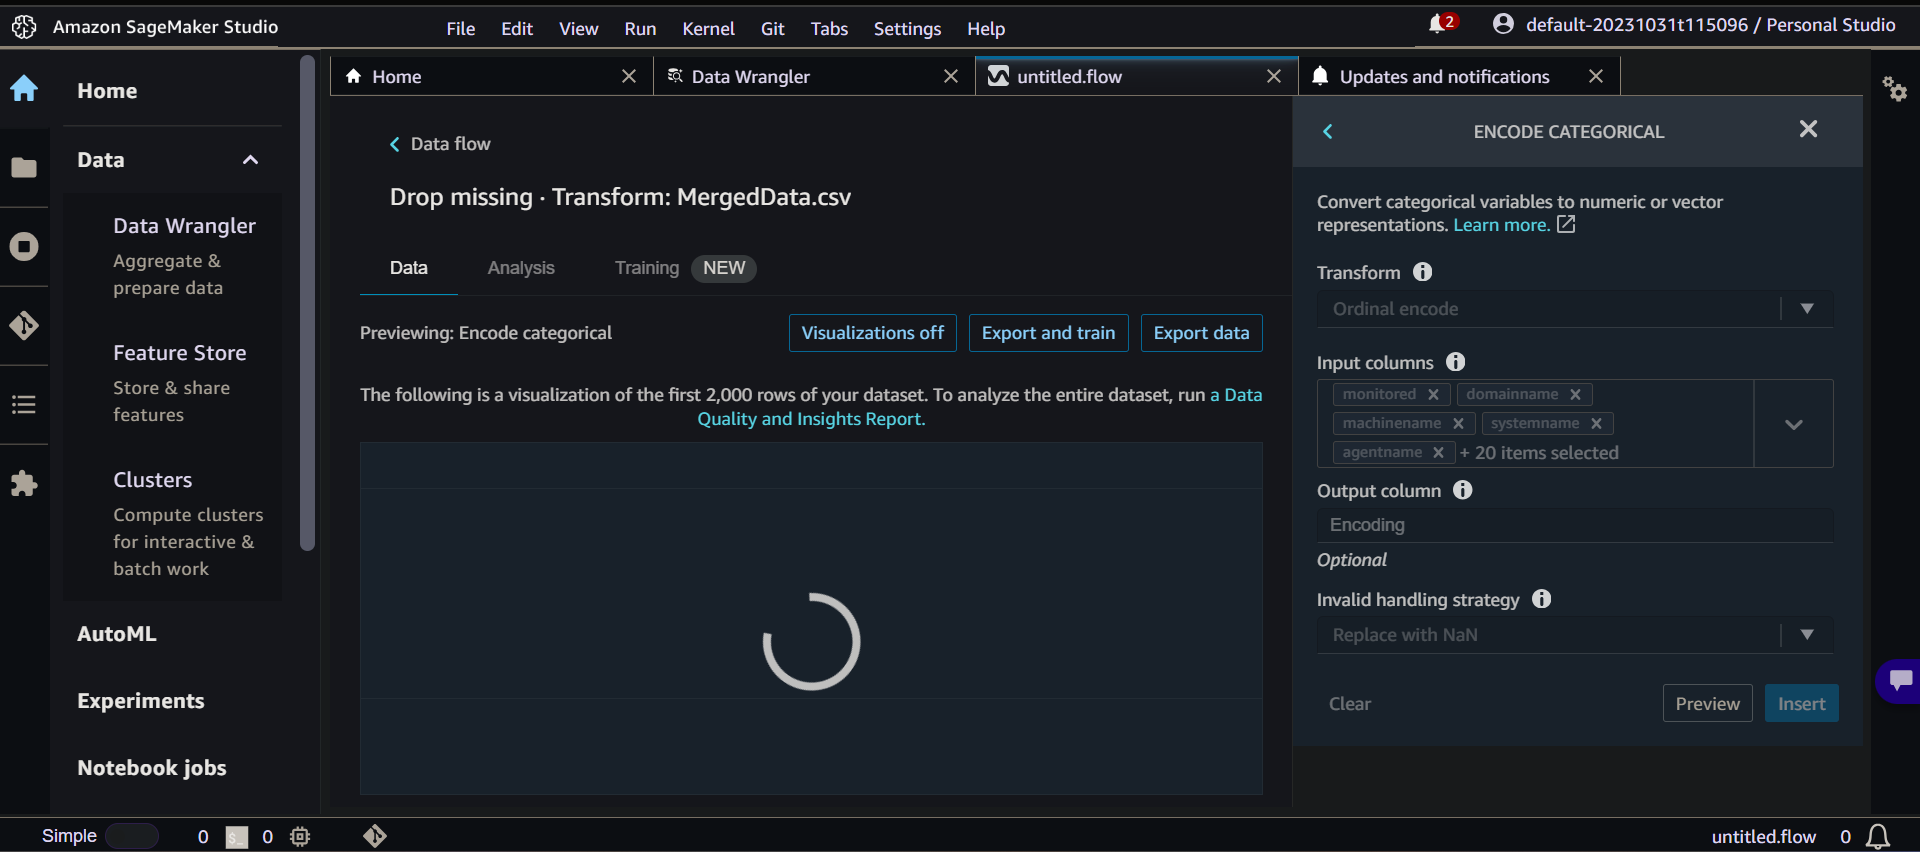 Amazon SageMaker Studio
File Edit View Run Kernel Git Tabs Settings Help
2
default-20231031t115096 / Personal Studio
Home
Data
Data Wrangler
Aggregate &
prepare data
Feature Store
Store & share
features
Clusters
Compute clusters
for interactive &
batch work
AutoML
Experiments
Notebook jobs
Home
Data Wrangler
untitled.flow
Updates and notifications
Data flow
Drop missing · Transform: MergedData.csv
Data Analysis Training NEW
Previewing: Encode categorical
Visualizations off
Export and train
Export data
The following is a visualization of the first 2,000 rows of your dataset. To analyze the entire dataset, run a Data
Quality and Insights Report.
ENCODE CATEGORICAL
Convert categorical variables to numeric or vector
representations. Learn more.
Transform
Ordinal encode
Input columns
monitored domainname
machinename systemname
agentname + 20 items selected
Output column
Encoding
Optional
Invalid handling strategy
Replace with NaN
Clear Preview Insert
Simple 0 $_ 0
untitled.flow 0